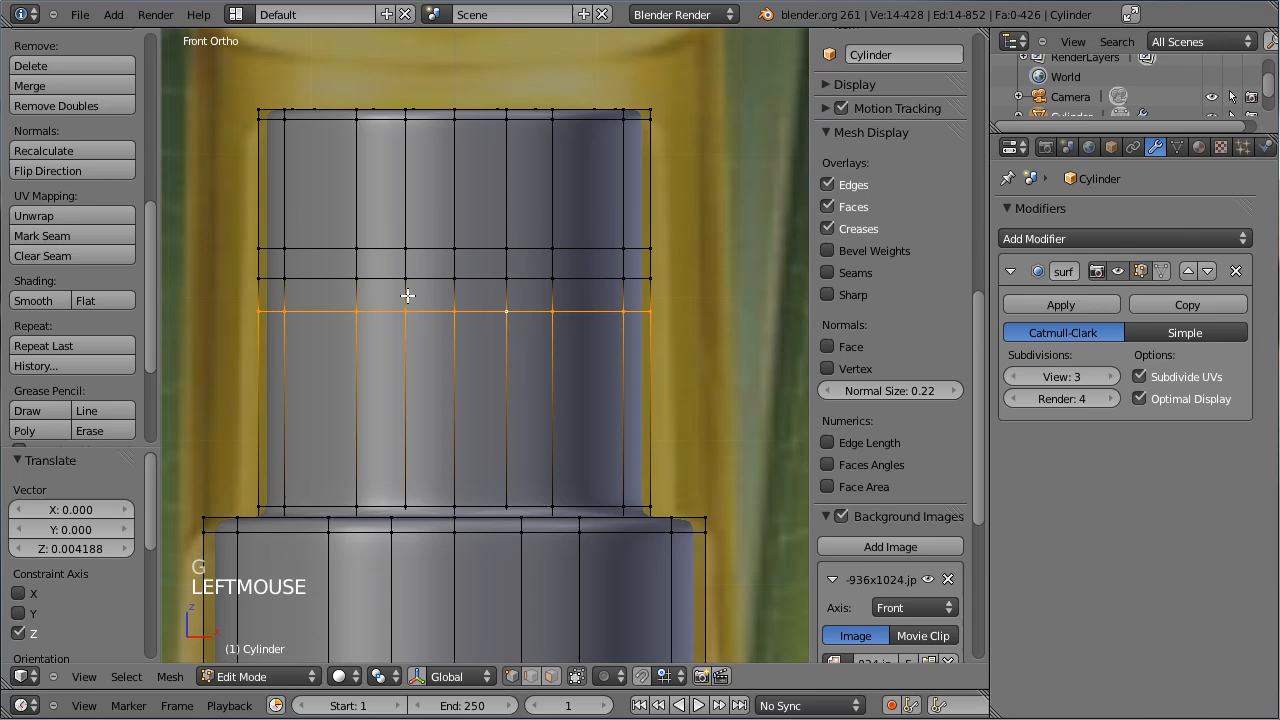 File Add Render Help Default Scene Blender Render blender.org 261 | Ve:14-428 | Ed:14-852 | Fa:0-426 | Cylinder
Remove:
Delete
Merge
Remove Doubles
Normals:
Recalculate
Flip Direction
UV Mapping:
Unwrap
Mark Seam
Clear Seam
Shading:
Smooth Flat
Repeat:
Repeat Last
History...
Grease Pencil:
Draw Line
Poly Erase
Translate
Vector
X: 0.000
Y: 0.000
Z: 0.004188
Constraint Axis
X
Y
Z
Orientation
Front Ortho
G
LEFTMOUSE
z
x
(1) Cylinder
Cylinder
Display
Motion Tracking
Mesh Display
Overlays:
Edges
Faces
Creases
Bevel Weights
Seams
Sharp
Normals:
Face
Vertex
Normal Size: 0.22
Numerics:
Edge Length
Faces Angles
Face Area
Background Images
Add Image
-936x1024.jp
Axis: Front
Image Movie Clip
View Search All Scenes
RenderLayers
World
Camera
Cylinder
Modifiers
Add Modifier
surf
Apply Copy
Catmull-Clark Simple
Subdivisions: Options:
View: 3 Subdivide UVs
Render: 4 Optimal Display
View Select Mesh Edit Mode Global
View Marker Frame Playback Start: 1 End: 250 1 No Sync